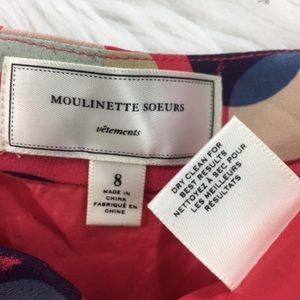 MOULINETTE SOEURS
vêtements
8
MADE IN
CHINA
FABRIQUÉ EN
CHINE
DRY CLEAN FOR
BEST RESULTS
NETTOYEZ À SEC POUR
LES MEILLEURS
RÉSULTATS